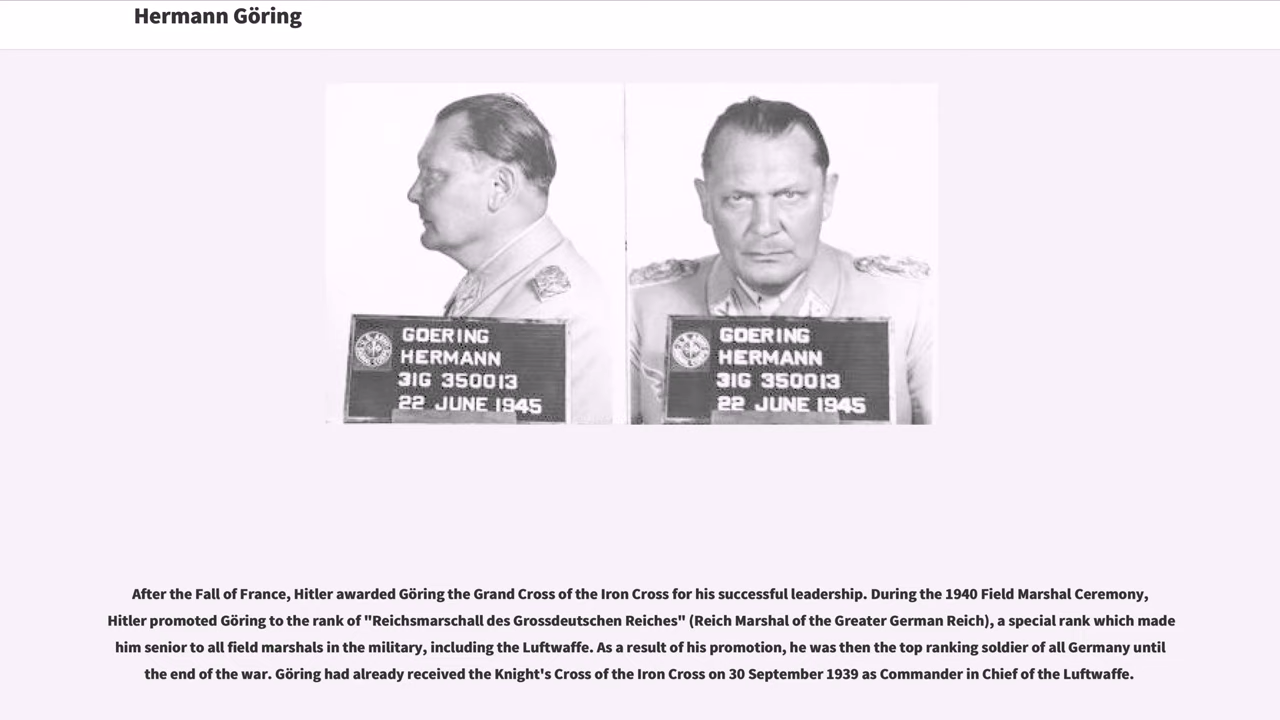 Hermann Göring
GOERING
HERMANN
31G 350013
22 JUNE 1945
GOERING
HERMANN
31G 350013
22 JUNE 1945
After the Fall of France, Hitler awarded Göring the Grand Cross of the Iron Cross for his successful leadership. During the 1940 Field Marshal Ceremony,
Hitler promoted Göring to the rank of "Reichsmarschall des Grossdeutschen Reiches" (Reich Marshal of the Greater German Reich), a special rank which made
him senior to all field marshals in the military, including the Luftwaffe. As a result of his promotion, he was then the top ranking soldier of all Germany until
the end of the war. Göring had already received the Knight's Cross of the Iron Cross on 30 September 1939 as Commander in Chief of the Luftwaffe.